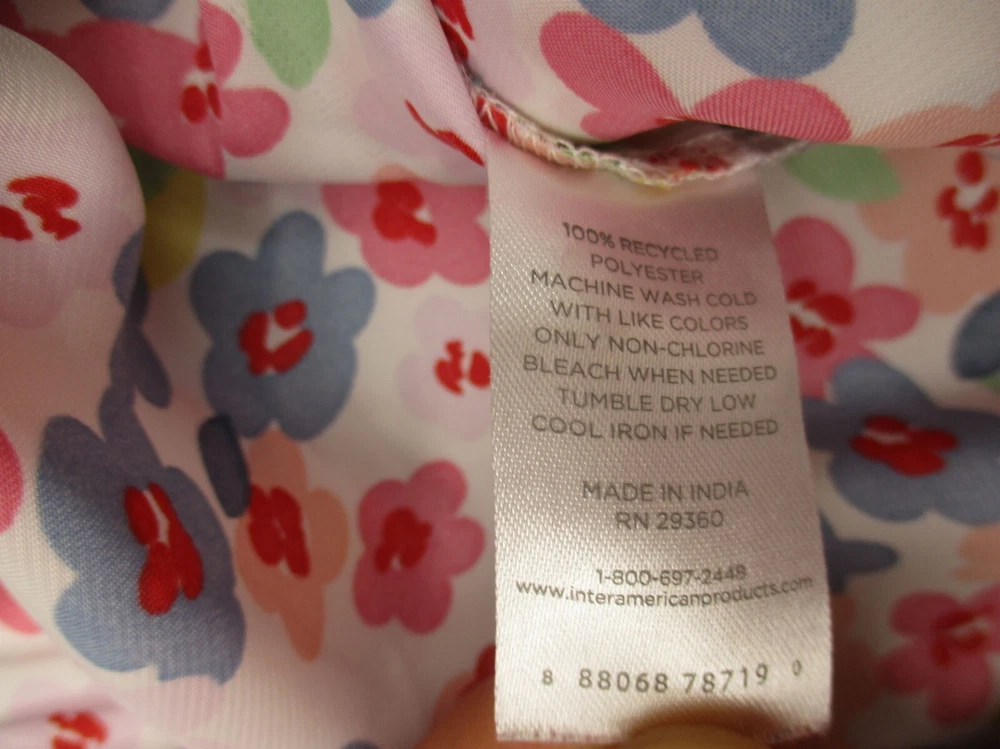 100% RECYCLED
POLYESTER
MACHINE WASH COLD
WITH LIKE COLORS
ONLY NON-CHLORINE
BLEACH WHEN NEEDED
TUMBLE DRY LOW
COOL IRON IF NEEDED
MADE IN INDIA
RN 29360
1-800-697-2448
www.interamericanproducts.com
8 88068 78719 0